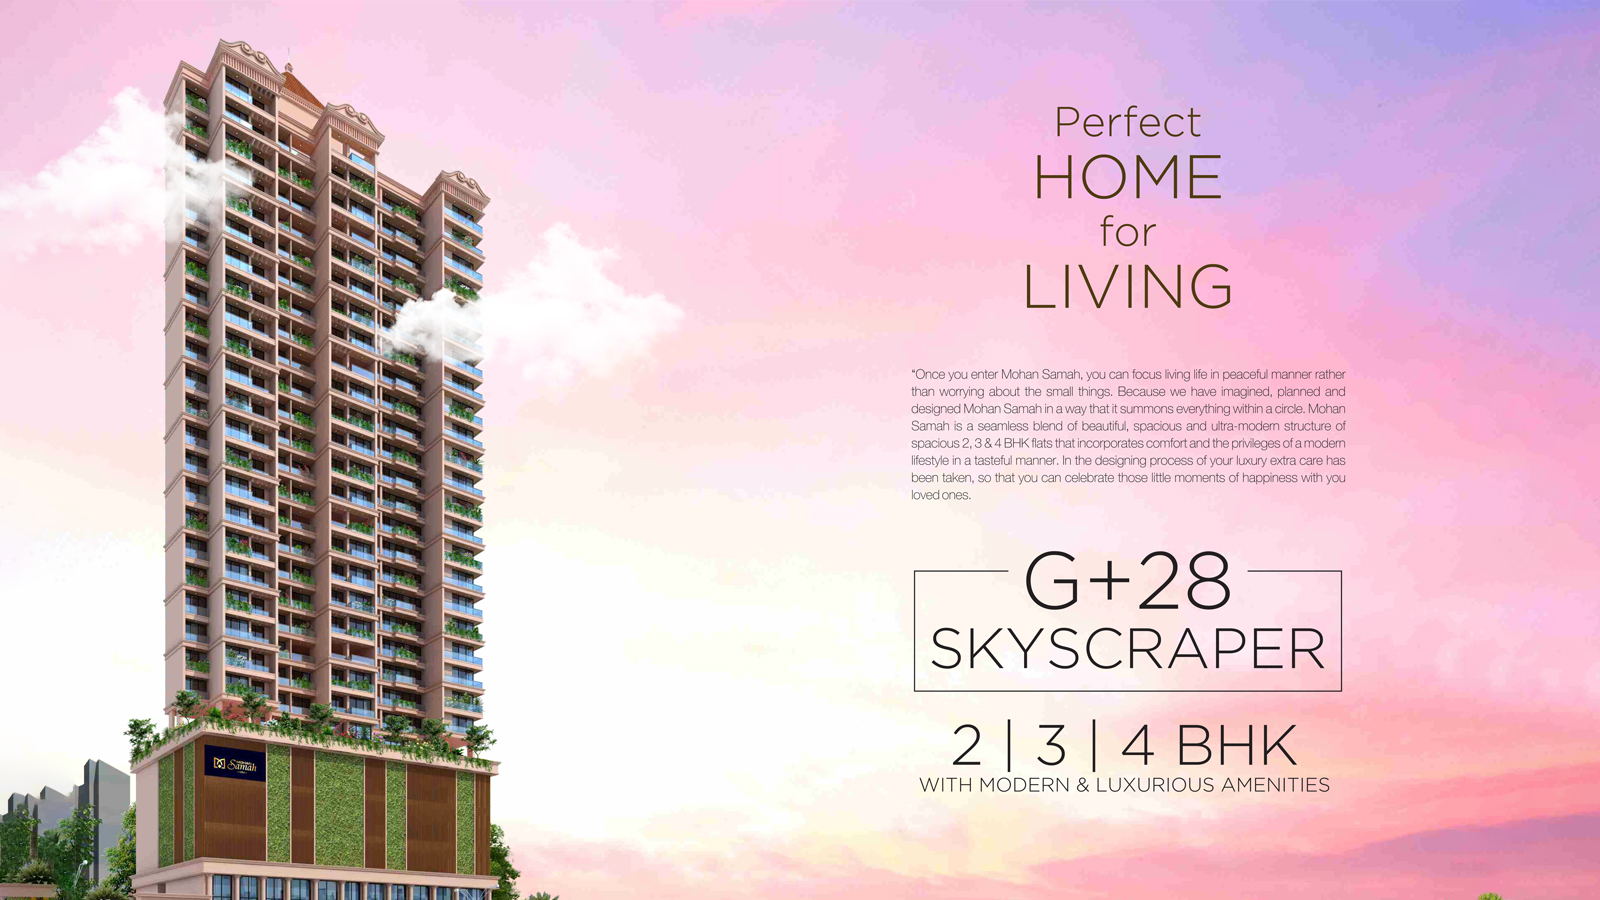 Perfect
HOME
for
LIVING
“Once you enter Mohan Samah, you can focus living life in peaceful manner rather
than worrying about the small things. Because we have imagined, planned and
designed Mohan Samah in a way that it summons everything within a circle. Mohan
Samah is a seamless blend of beautiful, spacious and ultra-modern structure of
spacious 2, 3 & 4 BHK flats that incorporates comfort and the privileges of a modern
lifestyle in a tasteful manner. In the designing process of your luxury extra care has
been taken, so that you can celebrate those little moments of happiness with you
loved ones.
G+28
SKYSCRAPER
2 | 3 | 4 BHK
WITH MODERN & LUXURIOUS AMENITIES
Samah